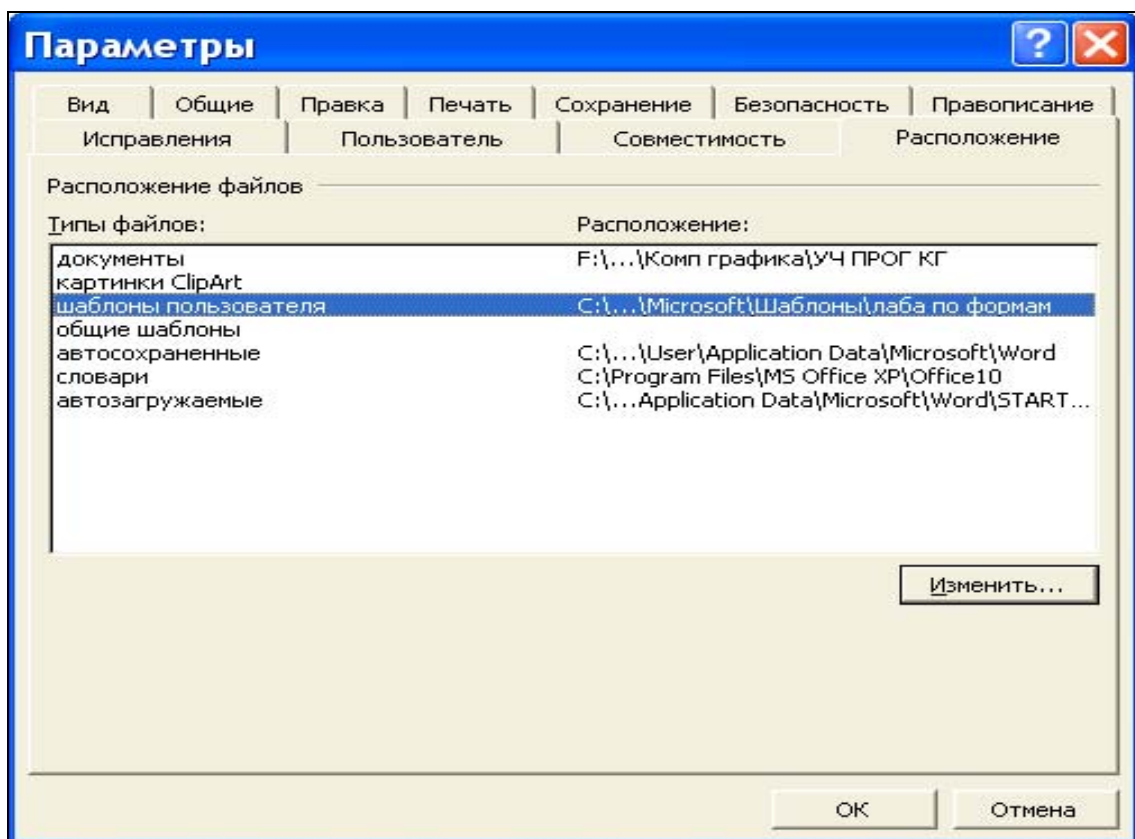 Параметры
Вид Общие Правка Печать Сохранение Безопасность Правописание
Исправления Пользователь Совместимость Расположение
Расположение файлов
Типы файлов: Расположение:
документы F:\...\Комп графика\УЧ ПРОГ КГ
картинки ClipArt
шаблоны пользователя C:\...\Microsoft\Шаблоны\лаба по формам
общие шаблоны
автосохраненные C:\...\User\Application Data\Microsoft\Word
словари C:\Program Files\MS Office XP\Office10
автозагружаемые C:\...Application Data\Microsoft\Word\START...
Изменить...
ОК Отмена